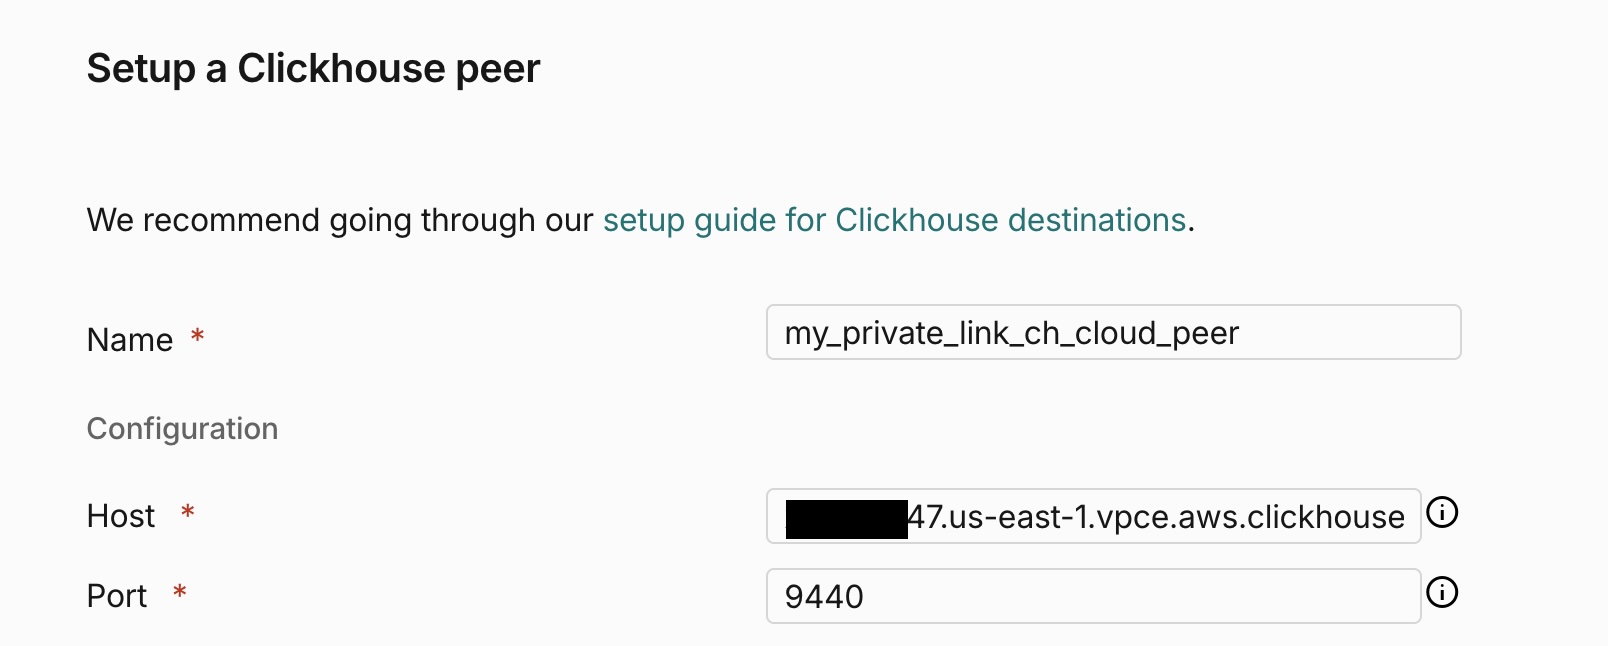 Setup a Clickhouse peer
We recommend going through our setup guide for Clickhouse destinations.
Name * my_private_link_ch_cloud_peer
Configuration
Host * 47.us-east-1.vpce.aws.clickhouse
Port * 9440